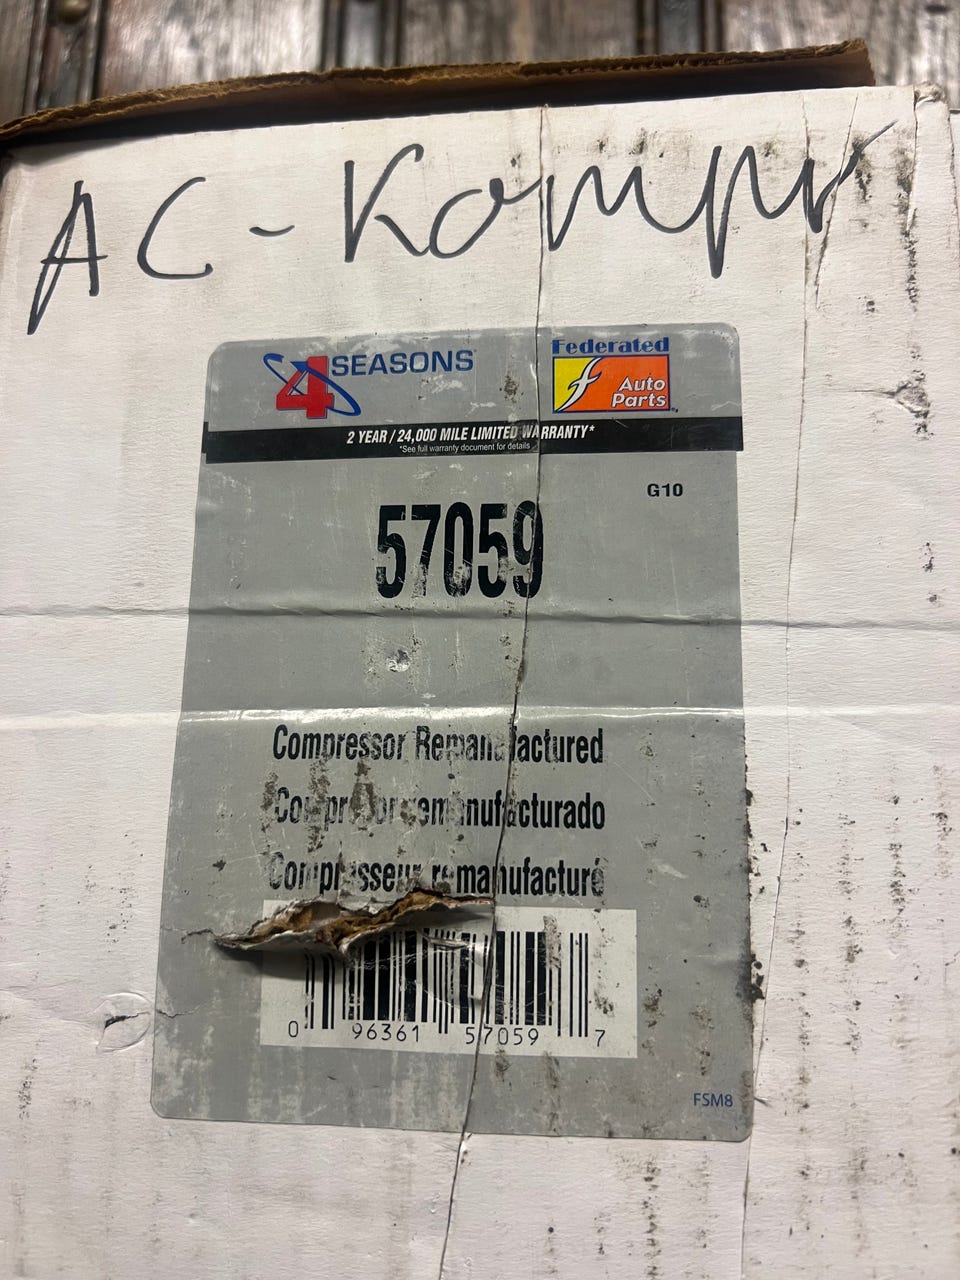 AC-Kompr
4 SEASONS
Federated
Auto
Parts
2 YEAR / 24,000 MILE LIMITED WARRANTY*
*See full warranty document for details
G10
57059
Compressor Remanufactured
Compresor remanufacturado
Compresseur remanufacturé
0 96361 57059 7
FSM8